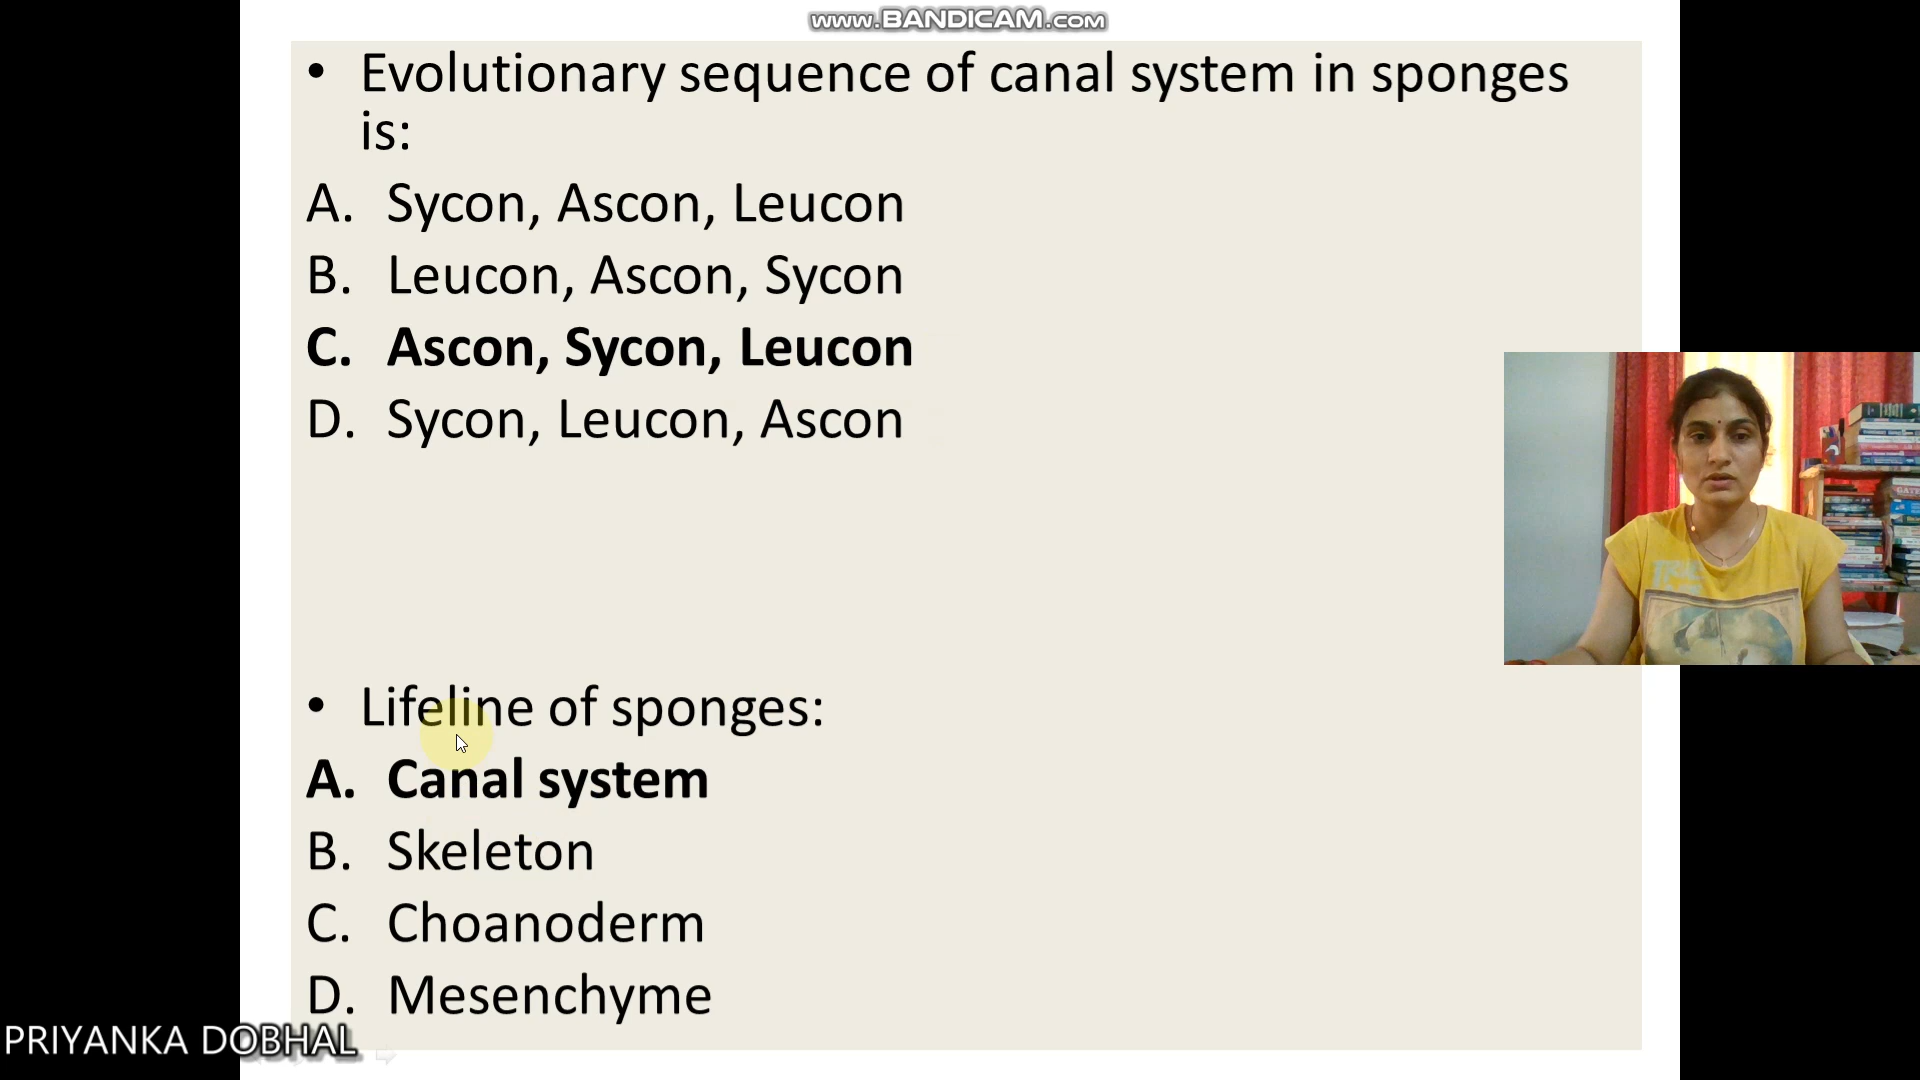 www.BANDICAM.com
• Evolutionary sequence of canal system in sponges
is:
A. Sycon, Ascon, Leucon
B. Leucon, Ascon, Sycon
C. Ascon, Sycon, Leucon
D. Sycon, Leucon, Ascon
• Lifeline of sponges:
A. Canal system
B. Skeleton
C. Choanoderm
D. Mesenchyme
PRIYANKA DOBHAL